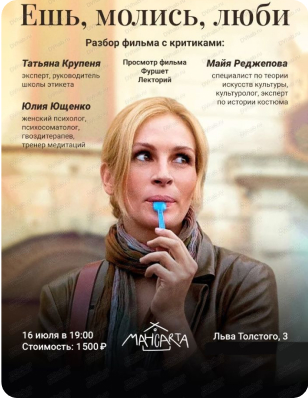 Ешь, молись, люби
Разбор фильма с критиками:
Татьяна Крупеня
эксперт, руководитель
школы этикета
Юлия Ющенко
женский психолог,
психосоматолог,
гвоздитерапевт,
тренер медитаций
Просмотр фильма
Фуршет
Лекторий
Майя Реджепова
специалист по теории
искусств культуры,
культуролог, эксперт
по истории костюма
16 июля в 19:00
Стоимость: 1 500 ₽
МАНСАРТА
Льва Толстого, 3